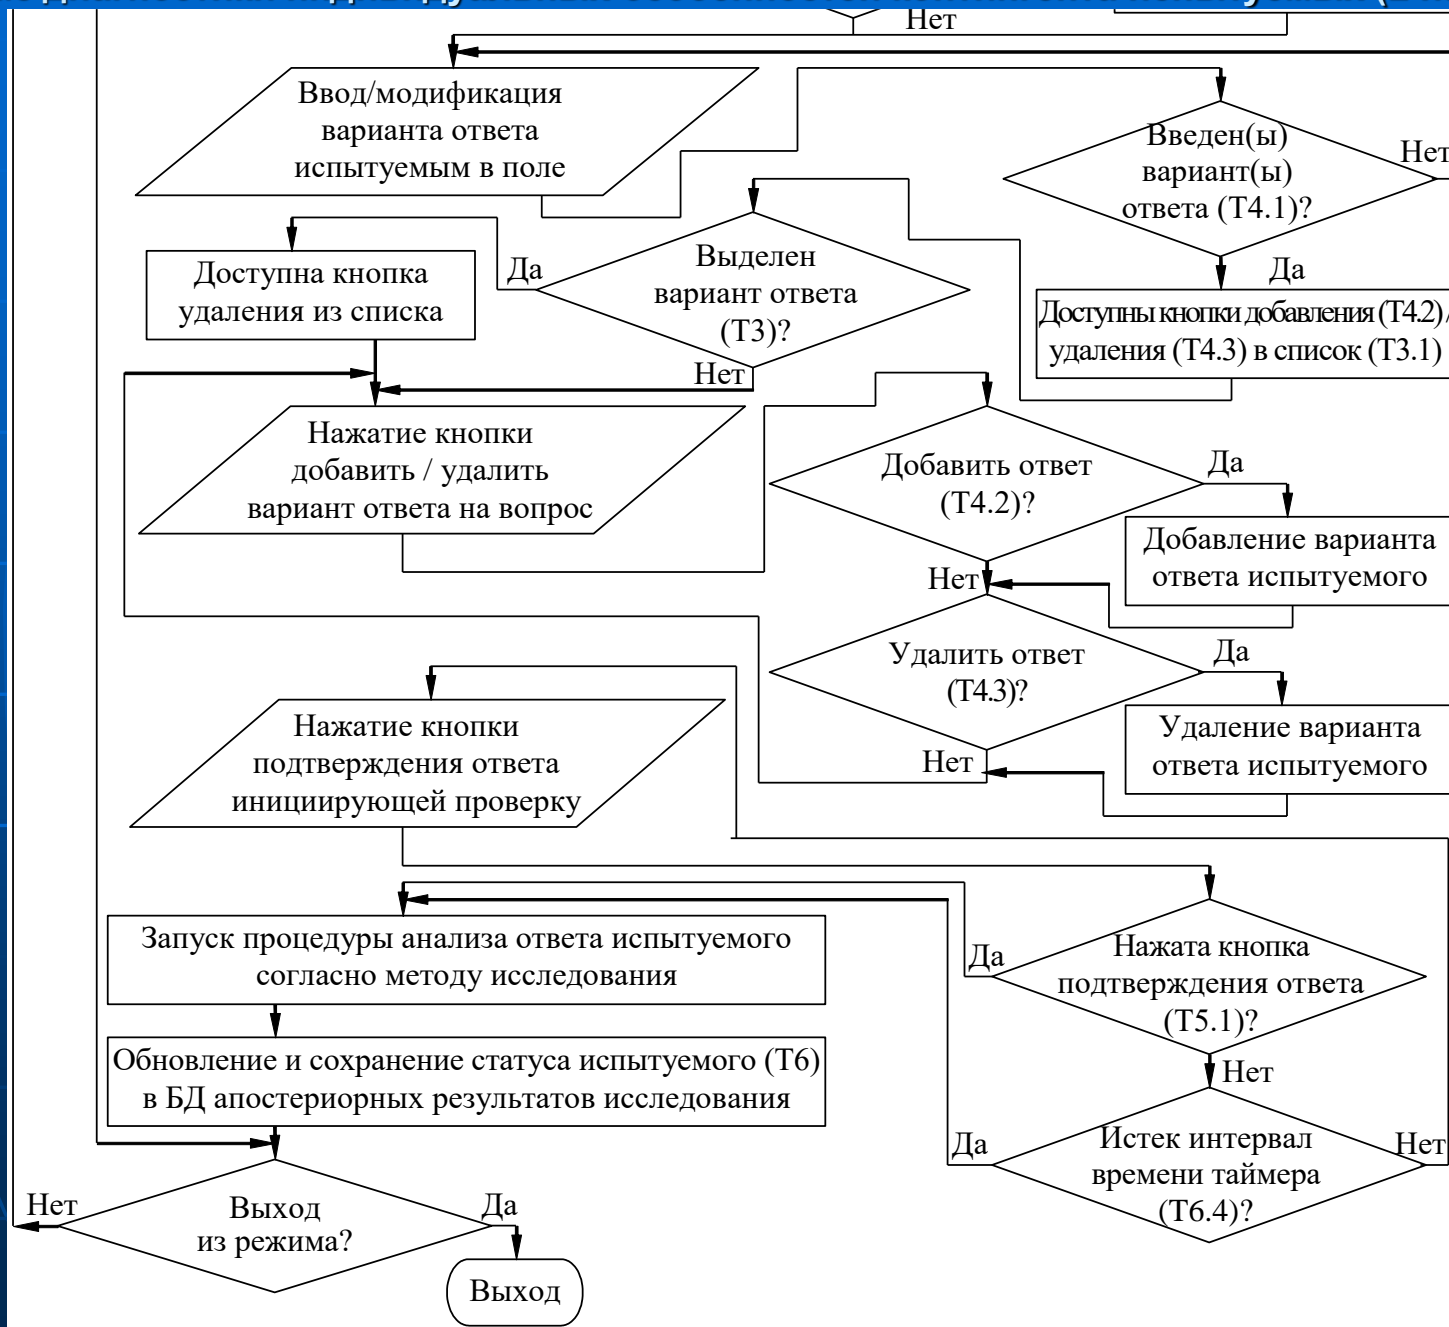 Нет
Ввод/модификация
варианта ответа
испытуемым в поле
Введен(ы)
вариант(ы)
ответа (Т4.1)?
Нет
Да
Доступна кнопка
удаления из списка
Да
Выделен
вариант ответа
(Т3)?
Нет
Доступны кнопки добавления (Т4.2) /
удаления (Т4.3) в список (Т3.1)
Нажатие кнопки
добавить / удалить
вариант ответа на вопрос
Добавить ответ
(Т4.2)?
Да
Нет
Добавление варианта
ответа испытуемого
Удалить ответ
(Т4.3)?
Да
Нет
Удаление варианта
ответа испытуемого
Нажатие кнопки
подтверждения ответа
инициирующей проверку
Запуск процедуры анализа ответа испытуемого
согласно методу исследования
Да
Нажата кнопка
подтверждения ответа
(Т5.1)?
Нет
Обновление и сохранение статуса испытуемого (Т6)
в БД апостериорных результатов исследования
Да
Истек интервал
времени таймера
(Т6.4)?
Нет
Нет
Выход
из режима?
Да
Выход